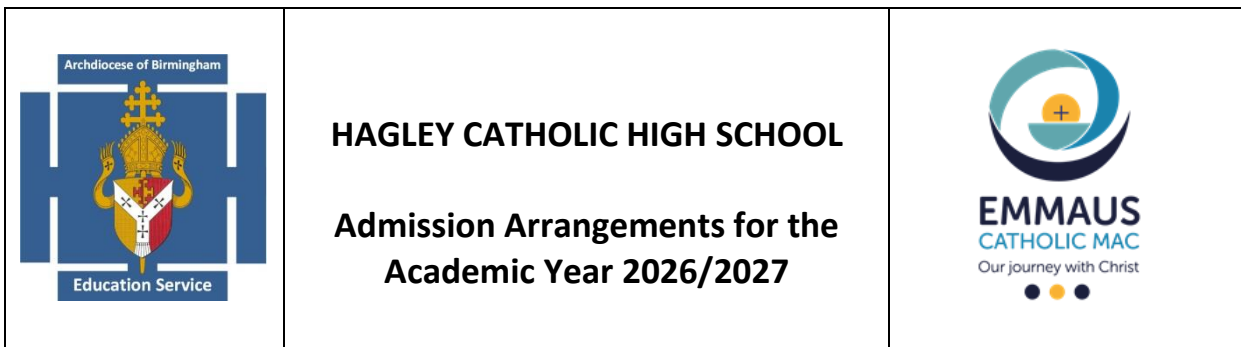 Archdiocese of Birmingham
Education Service
HAGLEY CATHOLIC HIGH SCHOOL
Admission Arrangements for the
Academic Year 2026/2027
EMMAUS
CATHOLIC MAC
Our journey with Christ